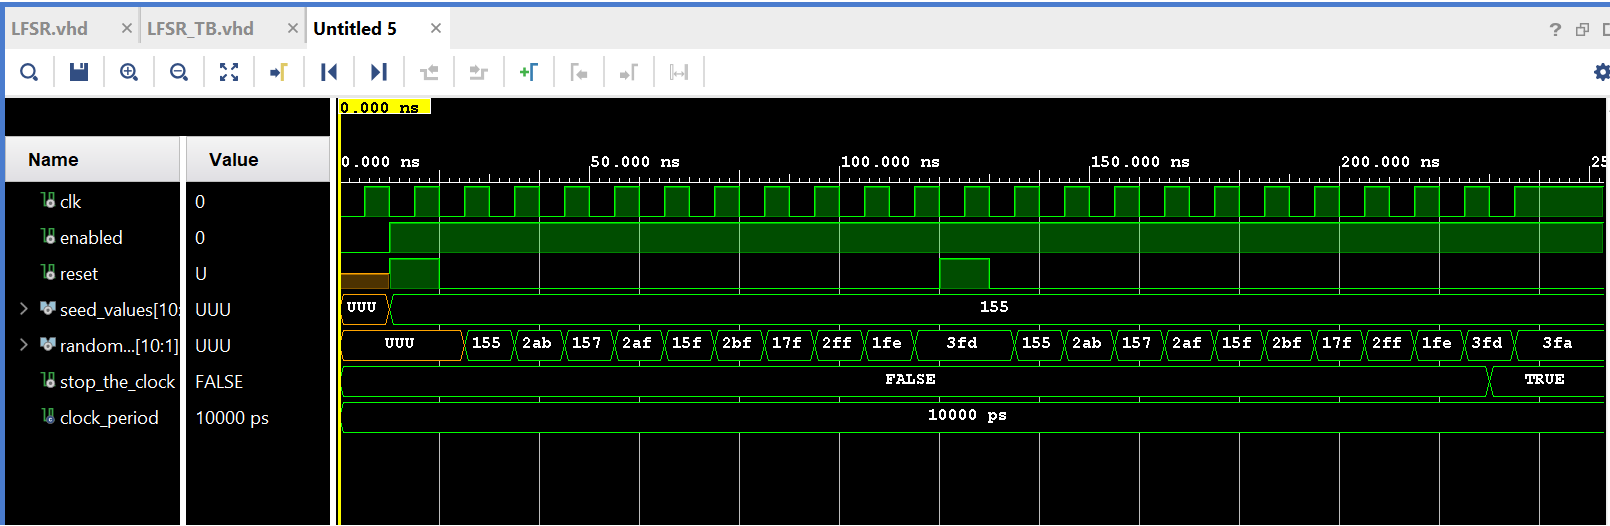 LFSR.vhd × LFSR_TB.vhd × Untitled 5 × ?
0.000 ns
Name Value 0.000 ns 50.000 ns 100.000 ns 150.000 ns 200.000 ns 25
clk 0
enabled 0
reset U
seed_values[10: UUU UUU 155
random...[10:1] UUU UUU 155 2ab 157 2af 15f 2bf 17f 2ff 1fe 3fd 155 2ab 157 2af 15f 2bf 17f 2ff 1fe 3fd 3fa
stop_the_clock FALSE FALSE TRUE
clock_period 10000 ps 10000 ps